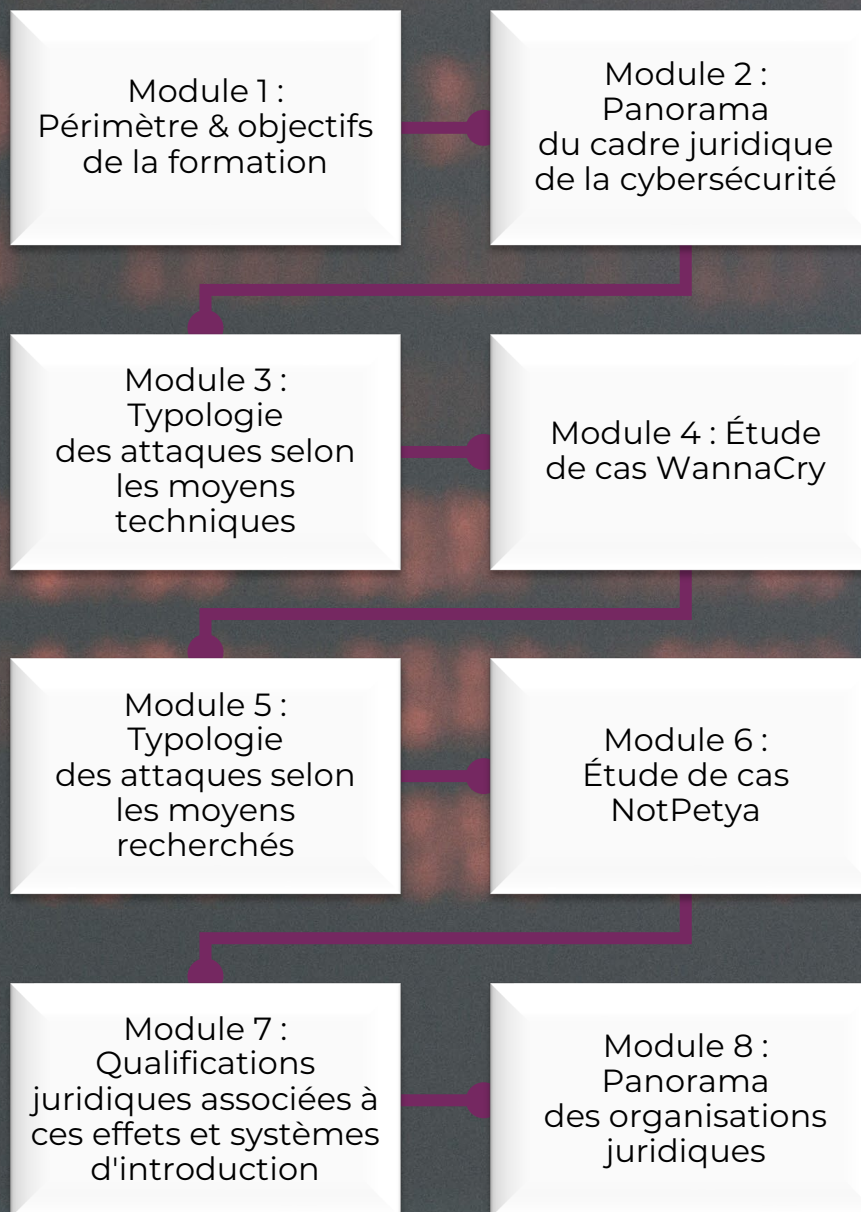 Module 1 :
Périmètre & objectifs
de la formation
Module 2 :
Panorama
du cadre juridique
de la cybersécurité
Module 3 :
Typologie
des attaques selon
les moyens
techniques
Module 4 : Étude
de cas WannaCry
Module 5 :
Typologie
des attaques selon
les moyens
recherchés
Module 6 :
Étude de cas
NotPetya
Module 7 :
Qualifications
juridiques associées à
ces effets et systèmes
d'introduction
Module 8 :
Panorama
des organisations
juridiques